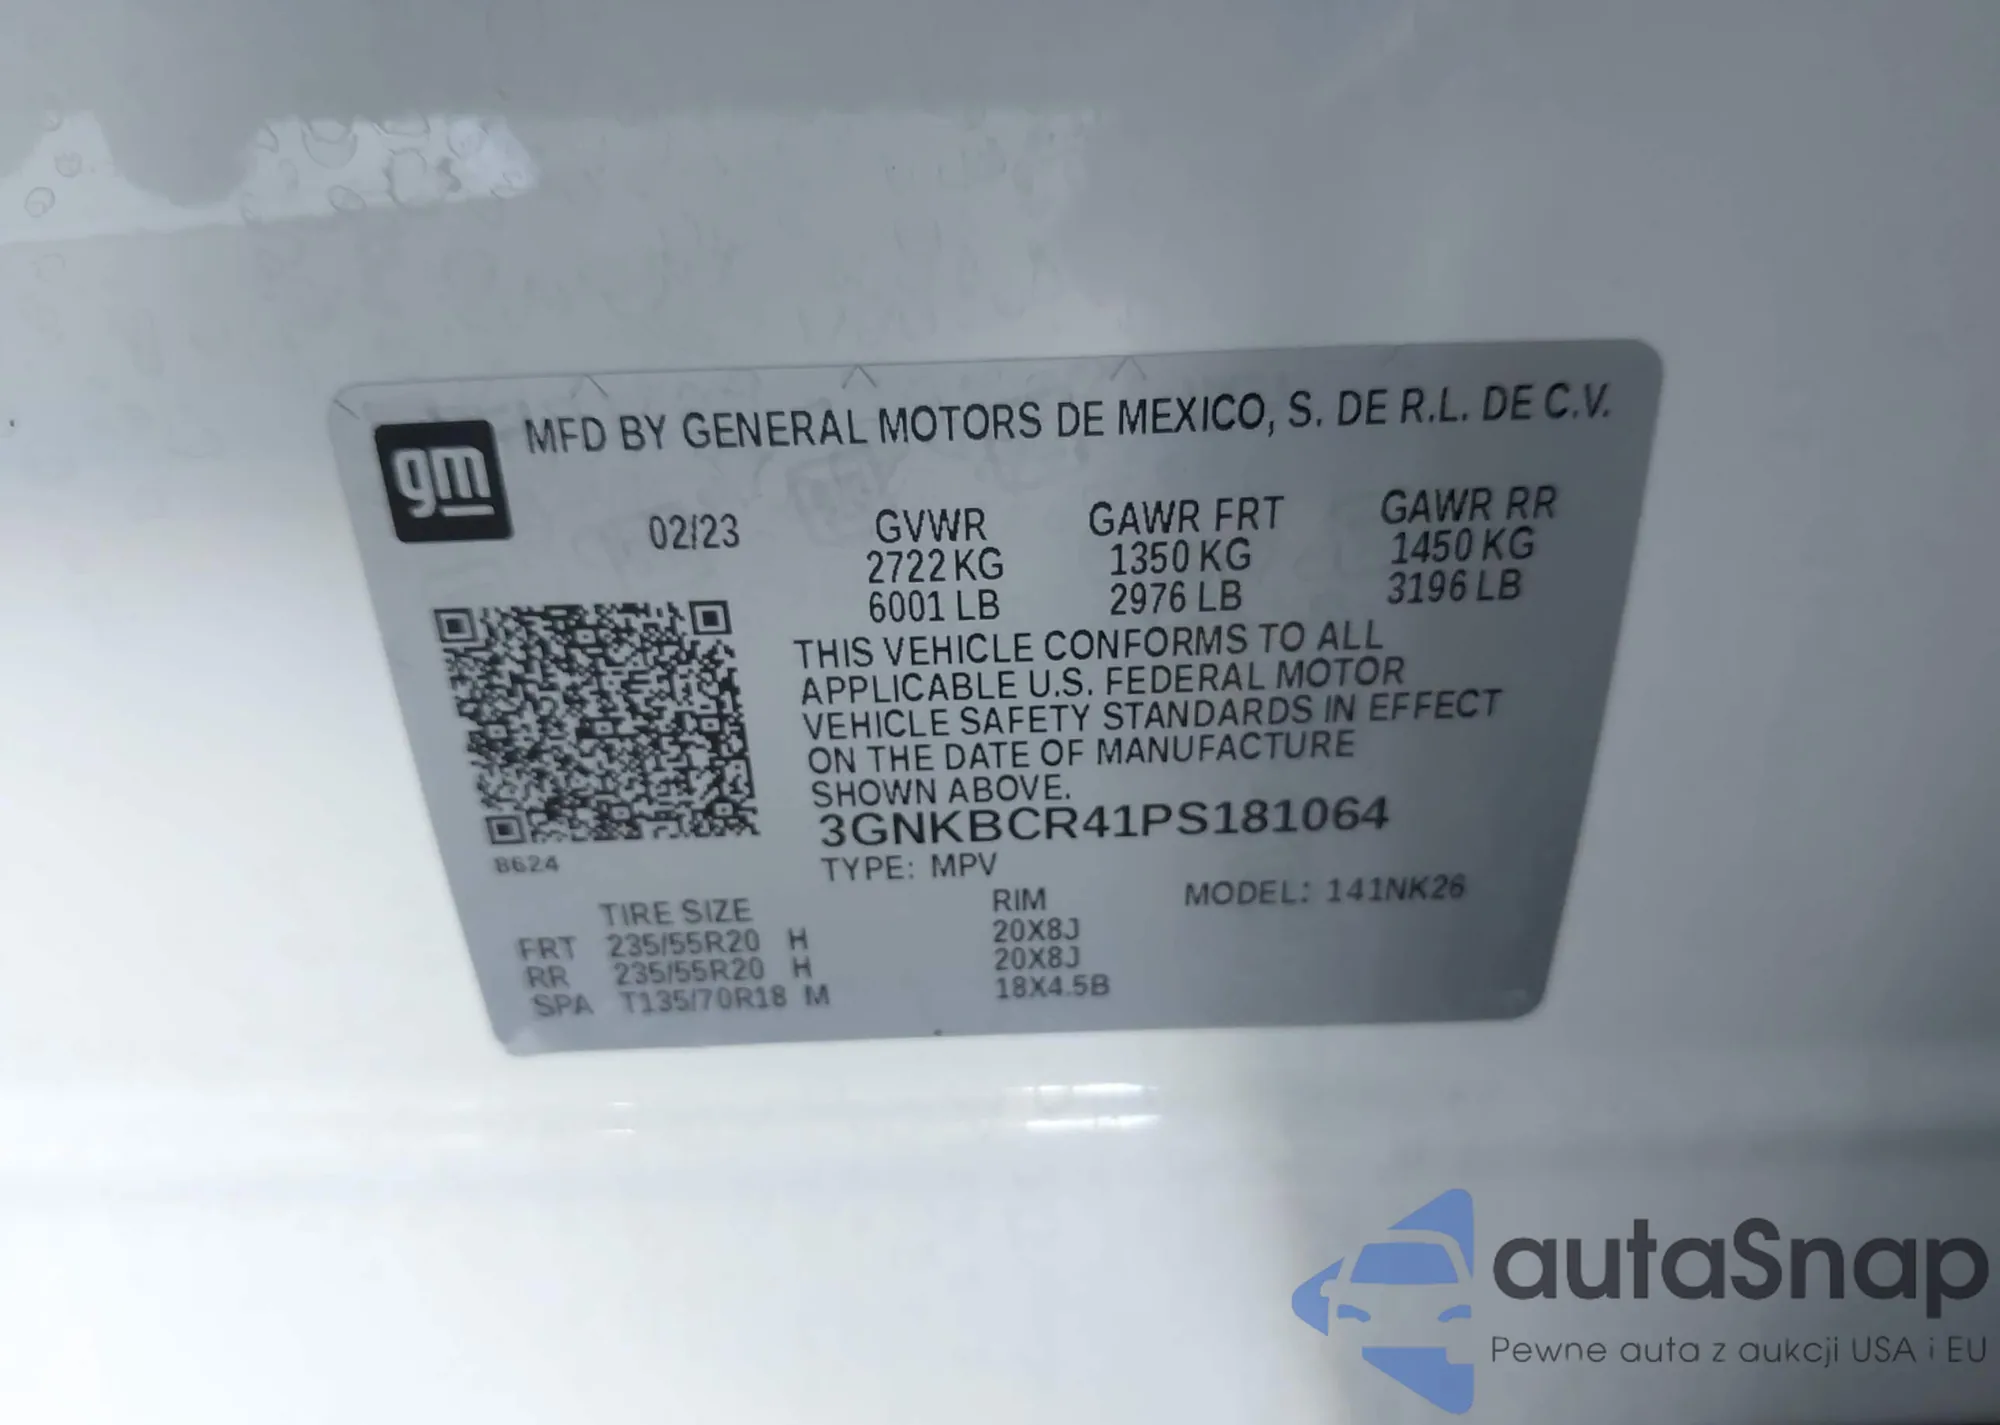 gm
MFD BY GENERAL MOTORS DE MEXICO, S. DE R.L. DE C.V.
02/23
GVWR GAWR FRT GAWR RR
2722 KG 1350 KG 1450 KG
6001 LB 2976 LB 3196 LB
THIS VEHICLE CONFORMS TO ALL
APPLICABLE U.S. FEDERAL MOTOR
VEHICLE SAFETY STANDARDS IN EFFECT
ON THE DATE OF MANUFACTURE
SHOWN ABOVE.
3GNKBCR41PS181064
8624
TYPE: MPV
MODEL: 141NK26
TIRE SIZE RIM
FRT 235/55R20 H 20X8J
RR 235/55R20 H 20X8J
SPA T135/70R18 M 18X4.5B
autaSnap
Pewne auta z aukcji USA i EU